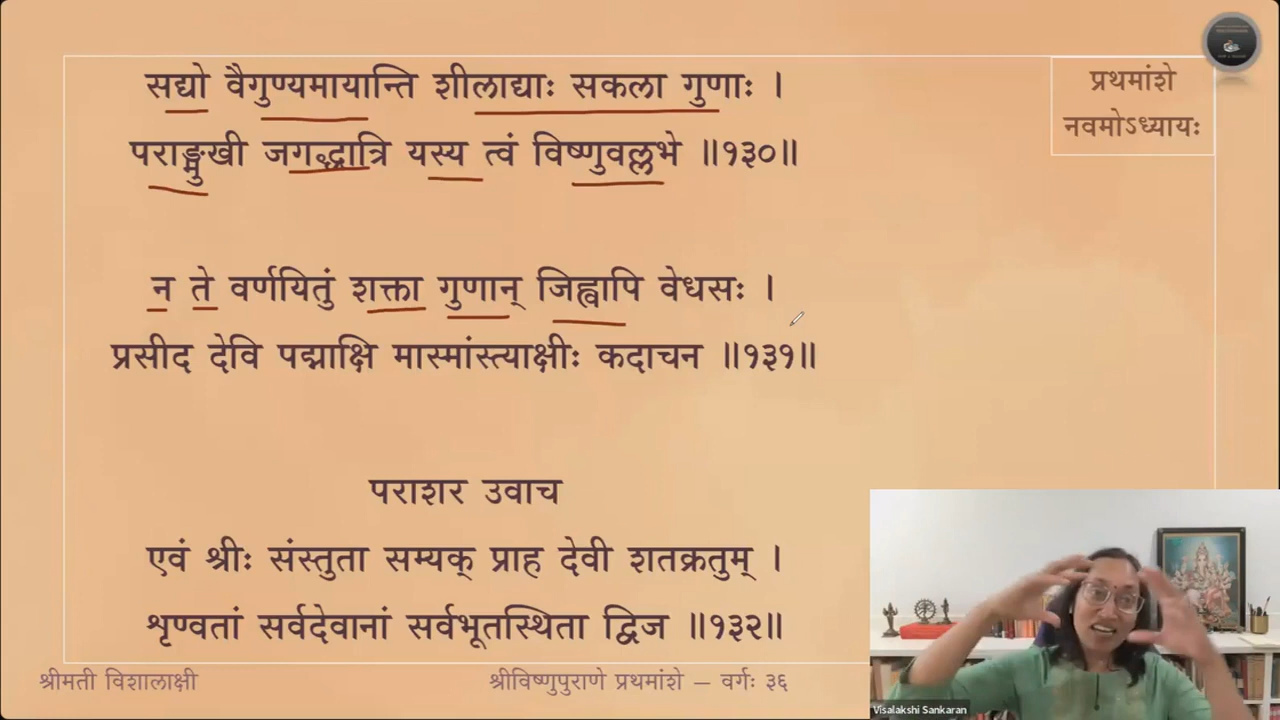 सद्यो वैगुण्यमायान्ति शीलाद्याः सकला गुणाः ।
पराङ्मुखी जगद्धात्रि यस्य त्वं विष्णुवल्लभे ॥१३०॥
प्रथमांशे
नवमोऽध्यायः
न ते वर्णयितुं शक्ता गुणान् जिह्वापि वेधसः ।
प्रसीद देवि पद्माक्षि मास्मांस्त्याक्षीः कदाचन ॥१३१॥
पराशर उवाच
एवं श्रीः संस्तुता सम्यक् प्राह देवी शतक्रतुम् ।
शृण्वतां सर्वदेवानां सर्वभूतस्थिता द्विज ॥१३२॥
श्रीमती विशालाक्षी
श्रीविष्णुपुराणे प्रथमांशे – वर्गः ३६
Visalakshi Sankaran